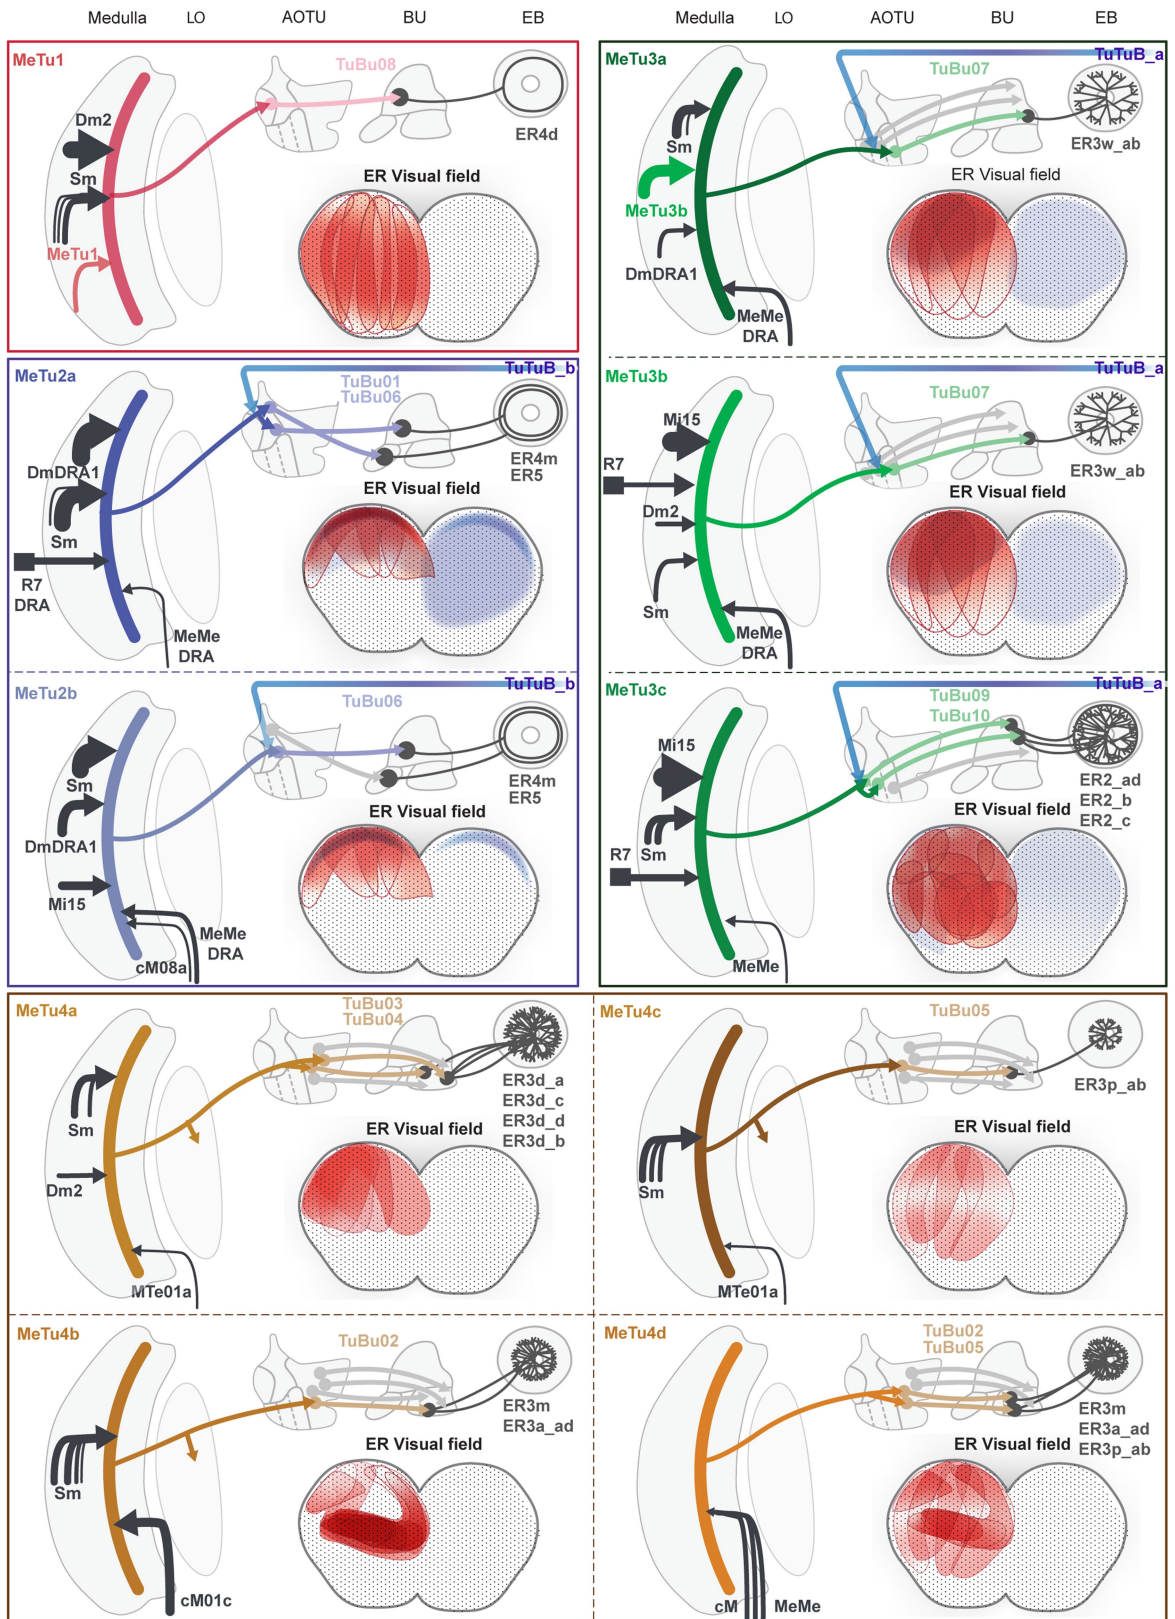 Medulla LO AOTU BU EB
Medulla LO AOTU BU EB
MeTu1
TuBu08
Dm2
Sm
MeTu1
ER4d
ER Visual field
MeTu2a
TuTuB_b
TuBu01
TuBu06
DmDRA1
Sm
R7
DRA
MeMe
DRA
ER4m
ER5
ER Visual field
MeTu2b
TuTuB_b
TuBu06
Sm
DmDRA1
Mi15
MeMe
DRA
cM08a
ER4m
ER5
ER Visual field
MeTu3a
TuTuB_a
TuBu07
Sm
MeTu3b
DmDRA1
MeMe
DRA
ER3w_ab
ER Visual field
MeTu3b
TuTuB_a
TuBu07
Mi15
R7
Dm2
Sm
MeMe
DRA
ER3w_ab
ER Visual field
MeTu3c
TuTuB_a
TuBu09
TuBu10
Mi15
Sm
R7
MeMe
ER2_ad
ER2_b
ER2_c
ER Visual field
MeTu4a
TuBu03
TuBu04
Sm
Dm2
MTe01a
ER3d_a
ER3d_c
ER3d_d
ER3d_b
ER Visual field
MeTu4c
TuBu05
Sm
MTe01a
ER3p_ab
ER Visual field
MeTu4b
TuBu02
Sm
cM01c
ER3m
ER3a_ad
ER Visual field
MeTu4d
TuBu02
TuBu05
cM MeMe
ER3m
ER3a_ad
ER3p_ab
ER Visual field